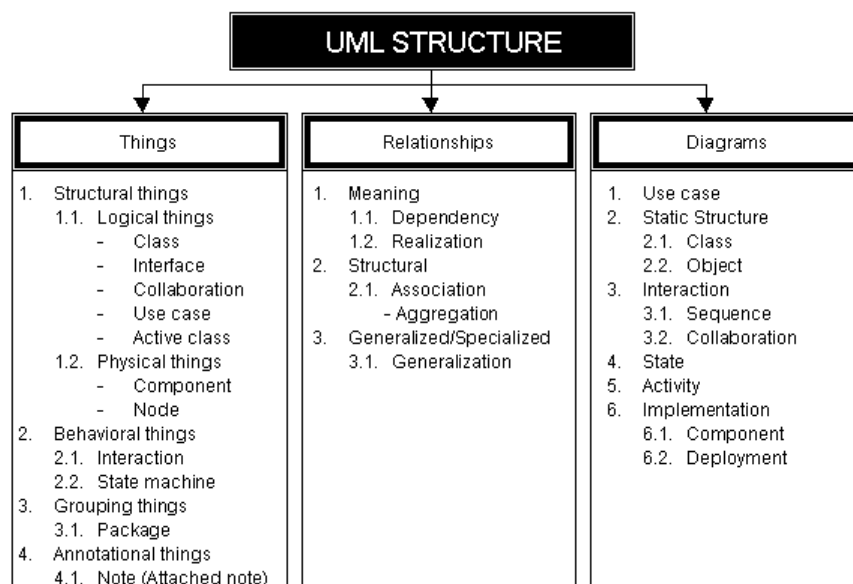 UML STRUCTURE
Things
1. Structural things
1.1. Logical things
- Class
- Interface
- Collaboration
- Use case
- Active class
1.2. Physical things
- Component
- Node
2. Behavioral things
2.1. Interaction
2.2. State machine
3. Grouping things
3.1. Package
4. Annotational things
4.1. Note (Attached note)
Relationships
1. Meaning
1.1. Dependency
1.2. Realization
2. Structural
2.1. Association
- Aggregation
3. Generalized/Specialized
3.1. Generalization
Diagrams
1. Use case
2. Static Structure
2.1. Class
2.2. Object
3. Interaction
3.1. Sequence
3.2. Collaboration
4. State
5. Activity
6. Implementation
6.1. Component
6.2. Deployment